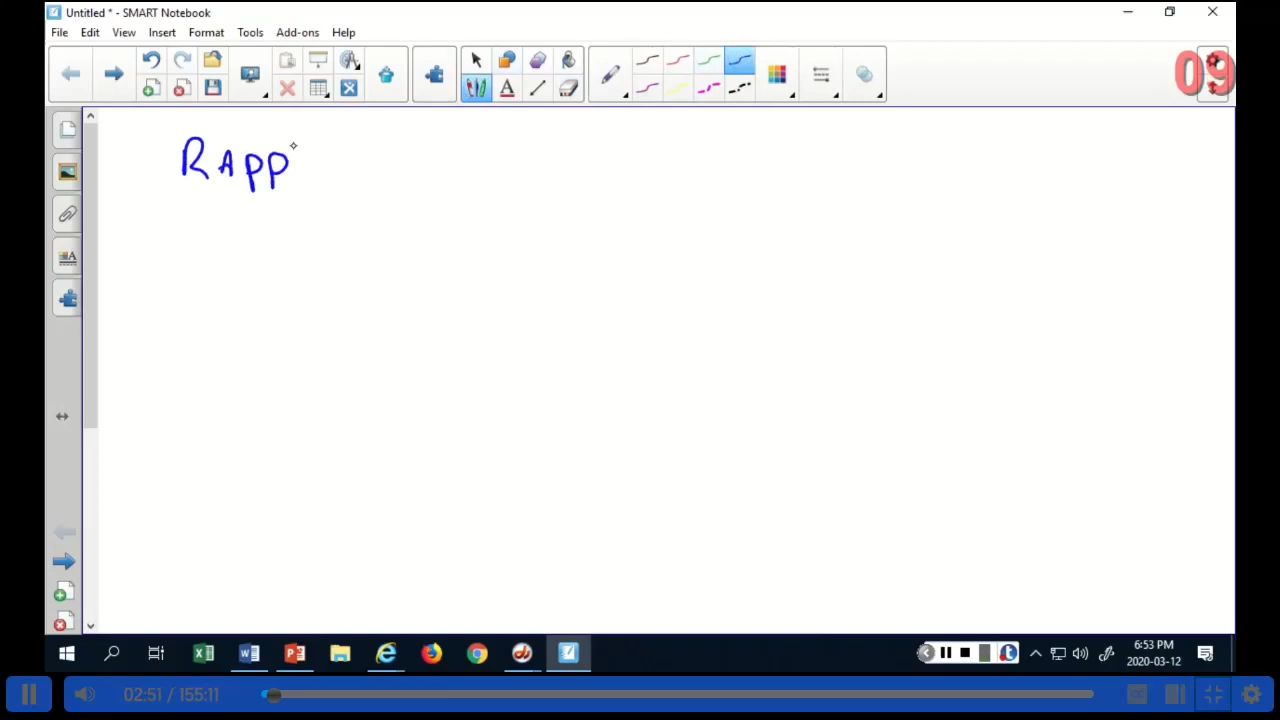 Untitled * - SMART Notebook
File Edit View Insert Format Tools Add-ons Help
09
RAPP
6:53 PM
2020-03-12
02:51 / 155:11
CC